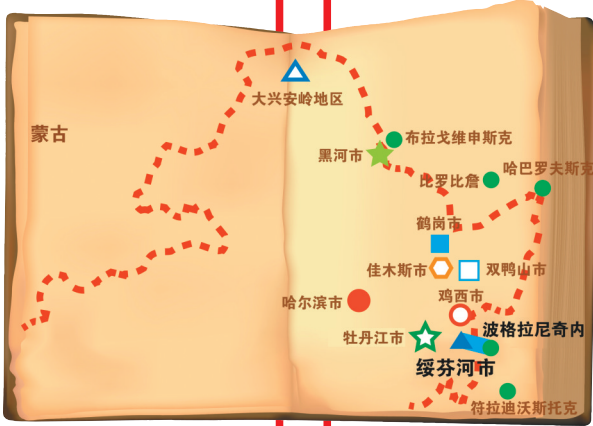 大兴安岭地区
蒙古
布拉戈维申斯克
黑河市
哈巴罗夫斯克
比罗比詹
鹤岗市
佳木斯市
双鸭山市
鸡西市
哈尔滨市
波格拉尼奇内
牡丹江市
绥芬河市
符拉迪沃斯托克